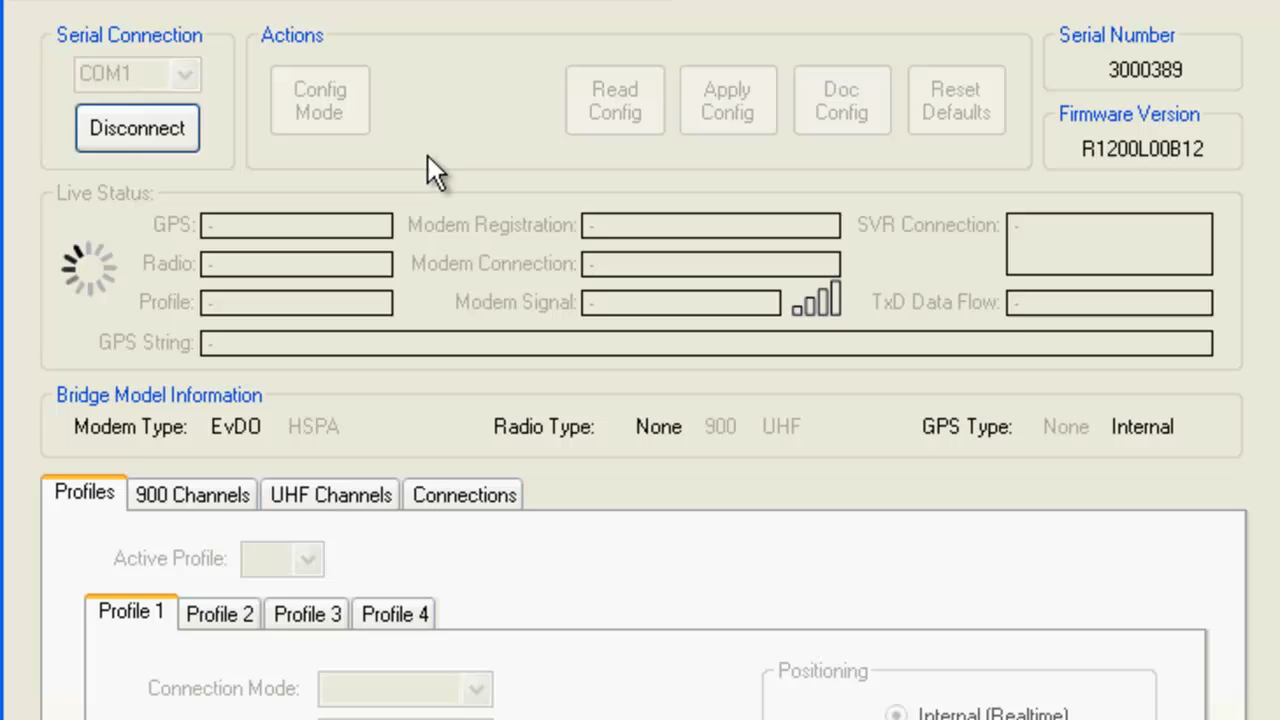 Serial Connection
COM1
Disconnect
Actions
Config
Mode
Read
Config
Apply
Config
Doc
Config
Reset
Defaults
Serial Number
3000389
Firmware Version
R1200L00B12
Live Status:
GPS: -
Modem Registration: -
SVR Connection: -
Radio: -
Modem Connection: -
Profile: -
Modem Signal: -
TxD Data Flow: -
GPS String: -
Bridge Model Information
Modem Type: EvDO HSPA
Radio Type: None 900 UHF
GPS Type: None Internal
Profiles 900 Channels UHF Channels Connections
Active Profile:
Profile 1 Profile 2 Profile 3 Profile 4
Connection Mode:
Positioning
Internal (Realtime)